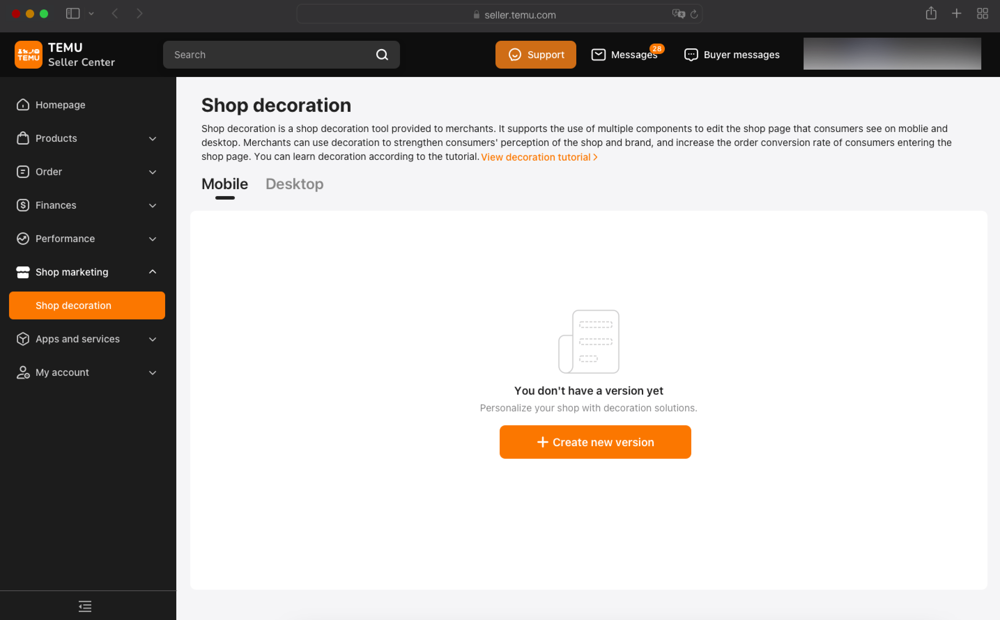 seller.temu.com
TEMU
TEMU
Seller Center
Search
Support
Messages
28
Buyer messages
Homepage
Products
Order
Finances
Performance
Shop marketing
Shop decoration
Apps and services
My account
Shop decoration
Shop decoration is a shop decoration tool provided to merchants. It supports the use of multiple components to edit the shop page that consumers see on moblie and
desktop. Merchants can use decoration to strengthen consumers' perception of the shop and brand, and increase the order conversion rate of consumers entering the
shop page. You can learn decoration according to the tutorial. View decoration tutorial >
Mobile Desktop
You don't have a version yet
Personalize your shop with decoration solutions.
+ Create new version